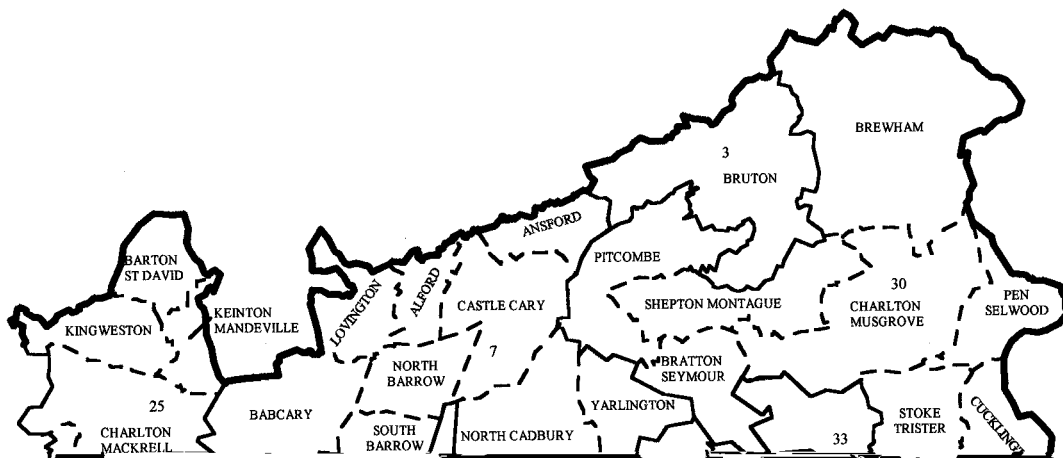 BREWHAM
3
BRUTON
ANSFORD
BARTON
ST DAVID
PITCOMBE
30
CHARLTON
MUSGROVE
PEN
SELWOOD
LOVINGTON
ALFORD
CASTLE CARY
SHEPTON MONTAGUE
KEINTON
MANDEVILLE
KINGWESTON
7
NORTH
BARROW
BRATTON
SEYMOUR
25
CHARLTON
MACKRELL
BABCARY
SOUTH
BARROW
NORTH CADBURY
YARLINGTON
33
STOKE
TRISTER